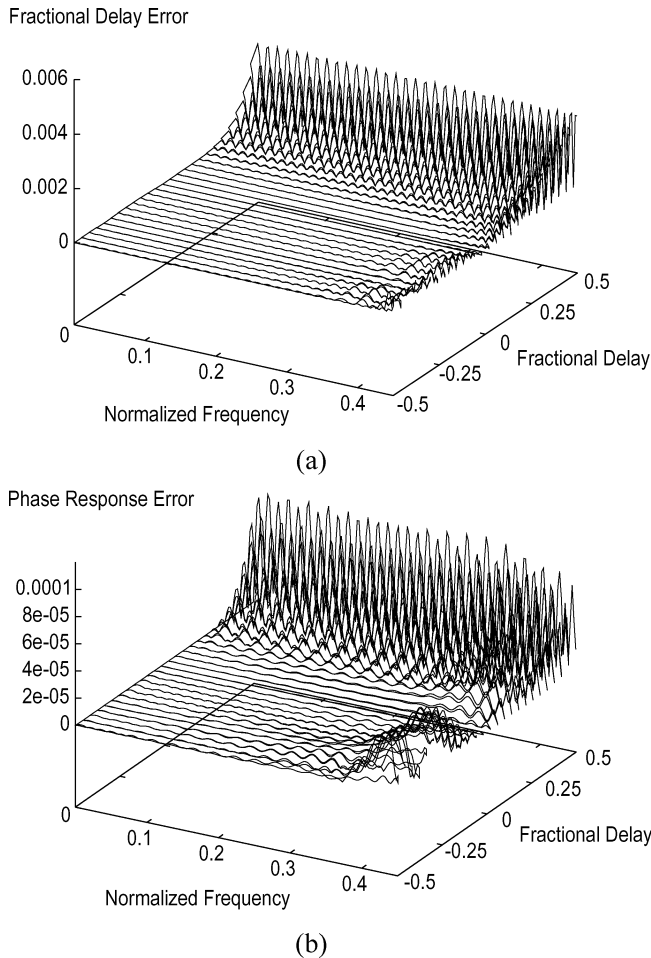 Fractional Delay Error
0.006
0.004
0.002
0
0
0.1
0.2
0.3
0.4
Normalized Frequency
-0.5
-0.25
0
0.25
0.5
Fractional Delay
(a)
Phase Response Error
0.0001
8e-05
6e-05
4e-05
2e-05
0
0
0.1
0.2
0.3
0.4
Normalized Frequency
-0.5
-0.25
0
0.25
0.5
Fractional Delay
(b)